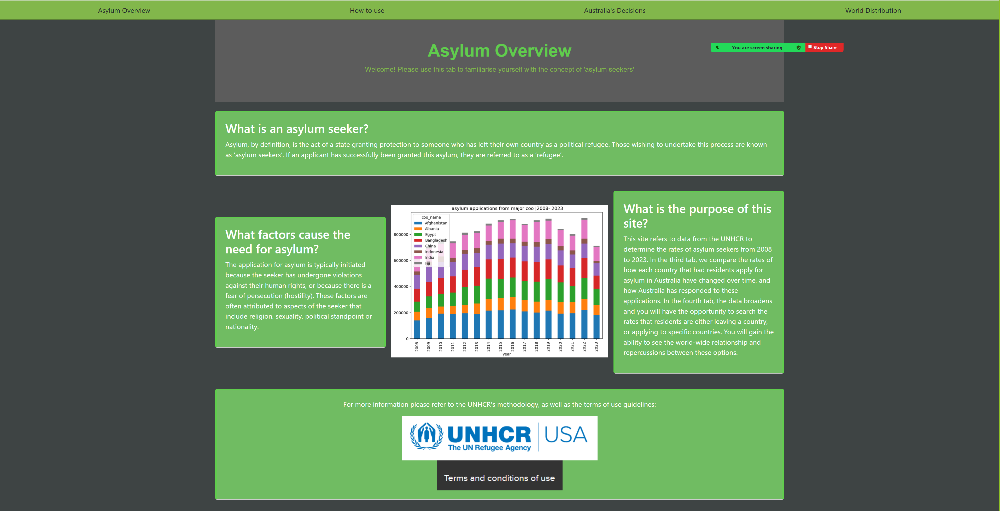 Asylum Overview
How to use
Australia's Decisions
World Distribution
Asylum Overview
You are screen sharing
Stop Share
Welcome! Please use this tab to familiarise yourself with the concept of 'asylum seekers'
What is an asylum seeker?
Asylum, by definition, is the act of a state granting protection to someone who has left their own country as a political refugee. Those wishing to undertake this process are known
as ‘asylum seekers’. If an applicant has successfully been granted this asylum, they are referred to as a ‘refugee’.
What factors cause the
need for asylum?
The application for asylum is typically initiated
because the seeker has undergone violations
against their human rights, or because there is a
fear of persecution (hostility). These factors are
often attributed to aspects of the seeker that
include religion, sexuality, political standpoint or
nationality.
asylum applications from major coo |2008- 2023
coo_name
Afghanistan
Albania
Egypt
Bangladesh
China
Indonesia
India
Fiji
800000
600000
400000
200000
0
2008
2009
2010
2011
2012
2013
2014
2015
2016
2017
2018
2019
2020
2021
2022
2023
year
What is the purpose of this
site?
This site refers to data from the UNHCR to
determine the rates of asylum seekers from 2008
to 2023. In the third tab, we compare the rates of
how each country that had residents apply for
asylum in Australia have changed over time, and
how Australia has responded to these
applications. In the fourth tab, the data broadens
and you will have the opportunity to search the
rates that residents are either leaving a country,
or applying to specific countries. You will gain the
ability to see the world-wide relationship and
repercussions between these options.
For more information please refer to the UNHCR's methodology, as well as the terms of use guidelines:
UNHCR USA
The UN Refugee Agency
Terms and conditions of use